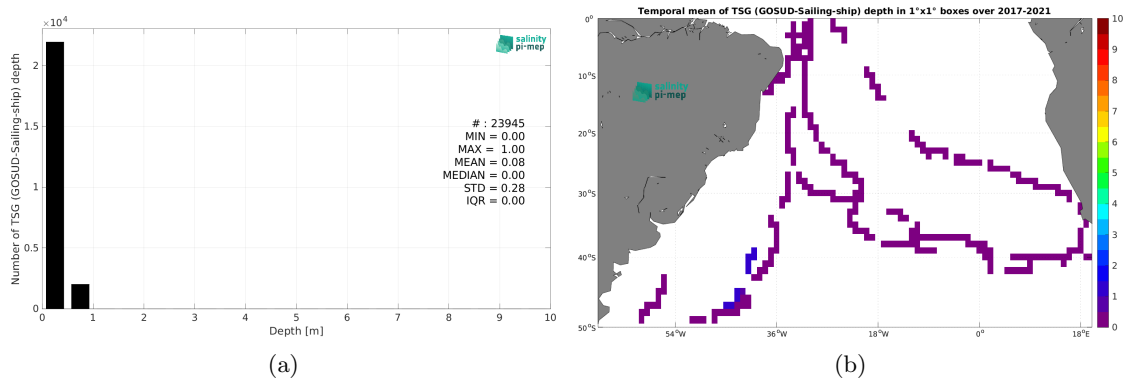 ×10⁴
2
1.5
1
0.5
0
0 1 2 3 4 5 6 7 8 9 10
Number of TSG (GOSUD-Sailing-ship) depth
Depth [m]
salinity
pi-mep
# : 23945
MIN = 0.00
MAX = 1.00
MEAN = 0.08
MEDIAN = 0.00
STD = 0.28
IQR = 0.00
(a)
Temporal mean of TSG (GOSUD-Sailing-ship) depth in 1°x1° boxes over 2017-2021
0°
10°S
20°S
30°S
40°S
50°S
54°W 36°W 18°W 0° 18°E
salinity
pi-mep
10
9
8
7
6
5
4
3
2
1
0
(b)